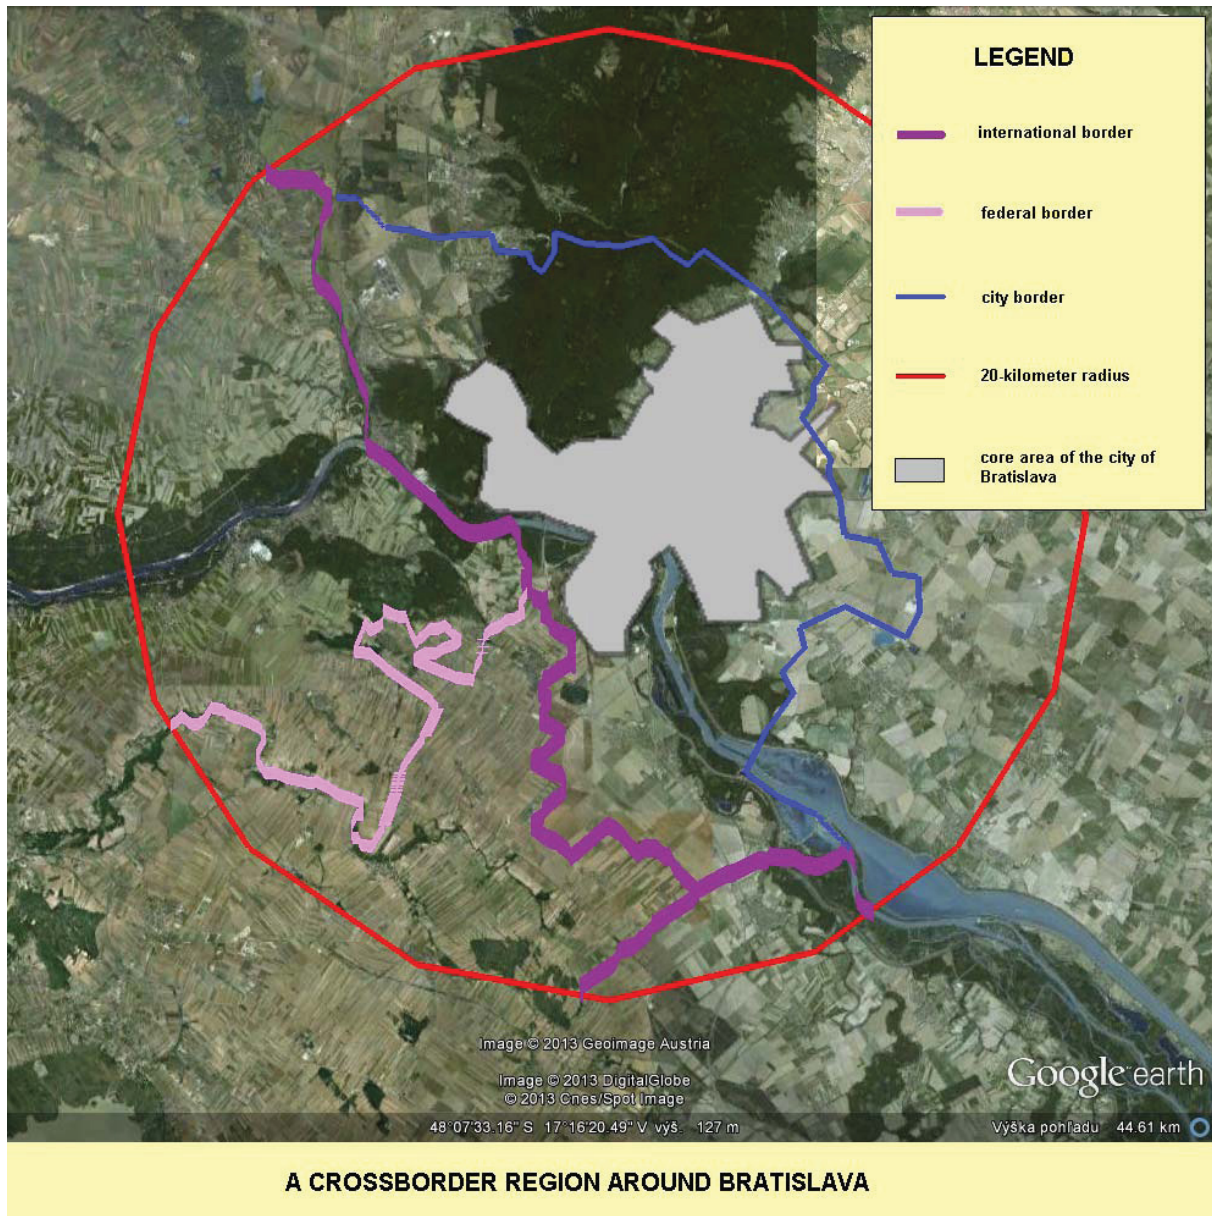 LEGEND
international border
federal border
city border
20-kilometer radius
core area of the city of
Bratislava
Image © 2013 Geoimage Austria
Image © 2013 DigitalGlobe
© 2013 Cnes/Spot Image
Google earth
48°07'33.16" S 17°16'20.49" V výš. 127 m
Výška pohľadu 44.61 km
A CROSSBORDER REGION AROUND BRATISLAVA